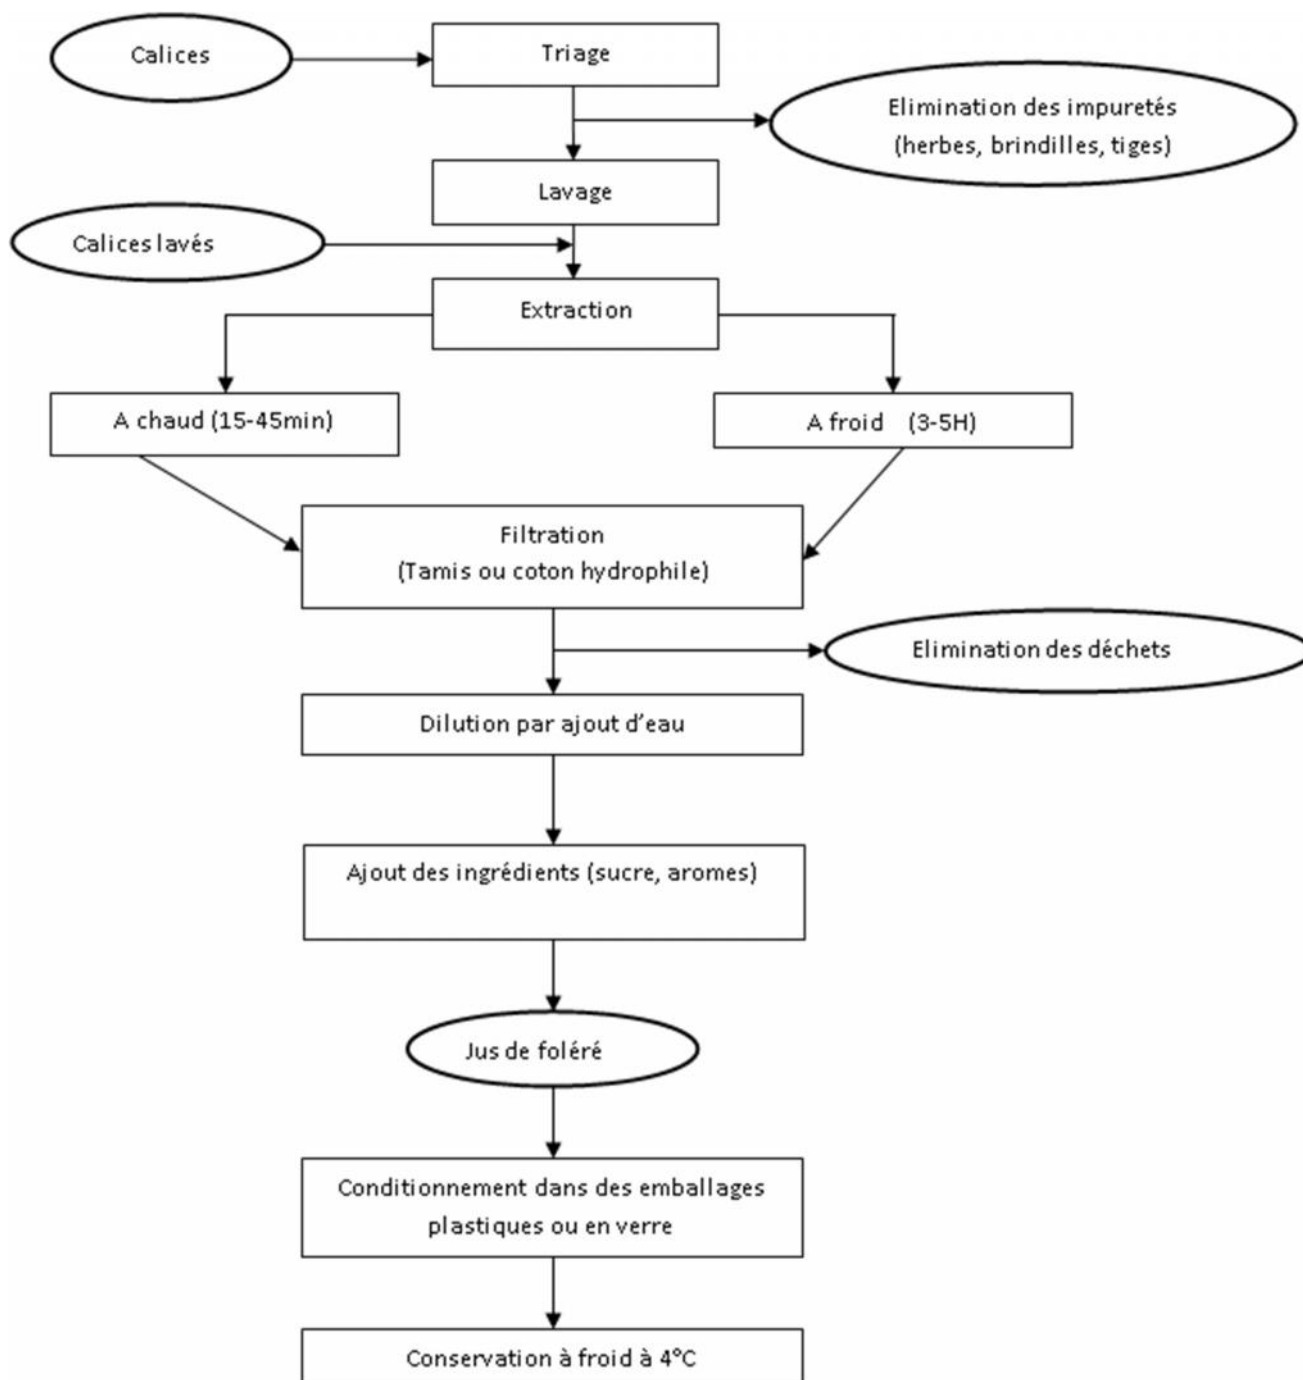 Calices
Triage
Elimination des impuretés
(herbes, brindilles, tiges)
Lavage
Calices lavés
Extraction
A chaud (15-45min)
A froid (3-5H)
Filtration
(Tamis ou coton hydrophile)
Elimination des déchets
Dilution par ajout d’eau
Ajout des ingrédients (sucre, aromes)
Jus de foléré
Conditionnement dans des emballages
plastiques ou en verre
Conservation à froid à 4°C